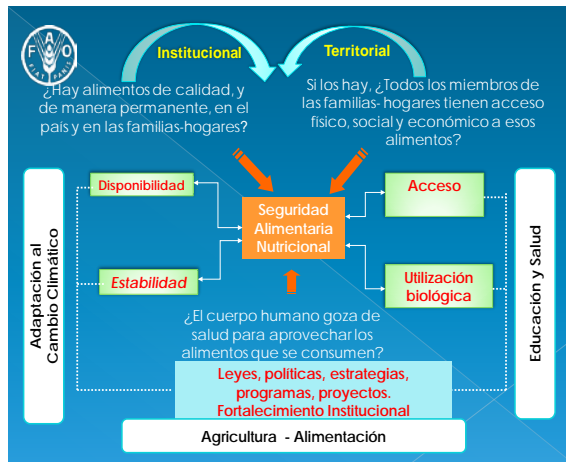 F A O
FIAT PANIS
Institucional
Territorial
¿Hay alimentos de calidad, y
de manera permanente, en el
país y en las familias-hogares?
Si los hay, ¿Todos los miembros de
las familias- hogares tienen acceso
físico, social y económico a esos
alimentos?
Adaptación al
Cambio Climático
Disponibilidad
Estabilidad
Seguridad
Alimentaria
Nutricional
Acceso
Utilización
biológica
Educación y Salud
¿El cuerpo humano goza de
salud para aprovechar los
alimentos que se consumen?
Leyes, políticas, estrategias,
programas, proyectos.
Fortalecimiento Institucional
Agricultura - Alimentación